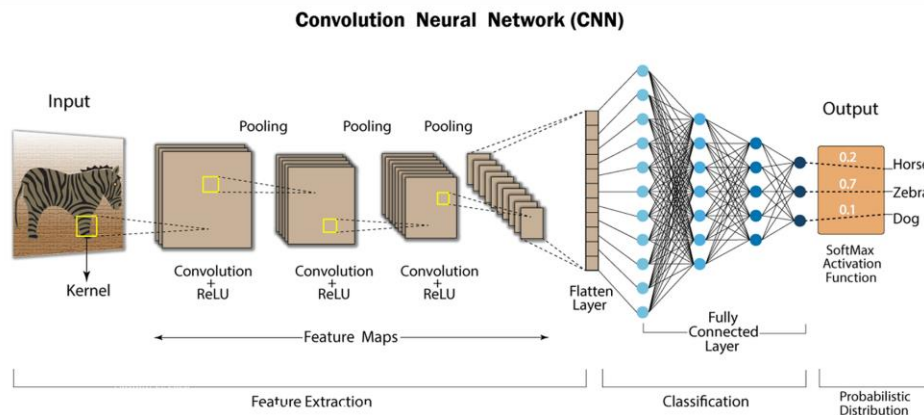 Convolution Neural Network (CNN)
Input
Output
Pooling
Pooling
Pooling
0.2
Horse
0.7
Zebra
0.1
Dog
Kernel
Convolution
+
ReLU
Convolution
+
ReLU
Convolution
+
ReLU
Flatten
Layer
SoftMax
Activation
Function
Fully
Connected
Layer
Feature Maps
Feature Extraction
Classification
Probabilistic
Distribution